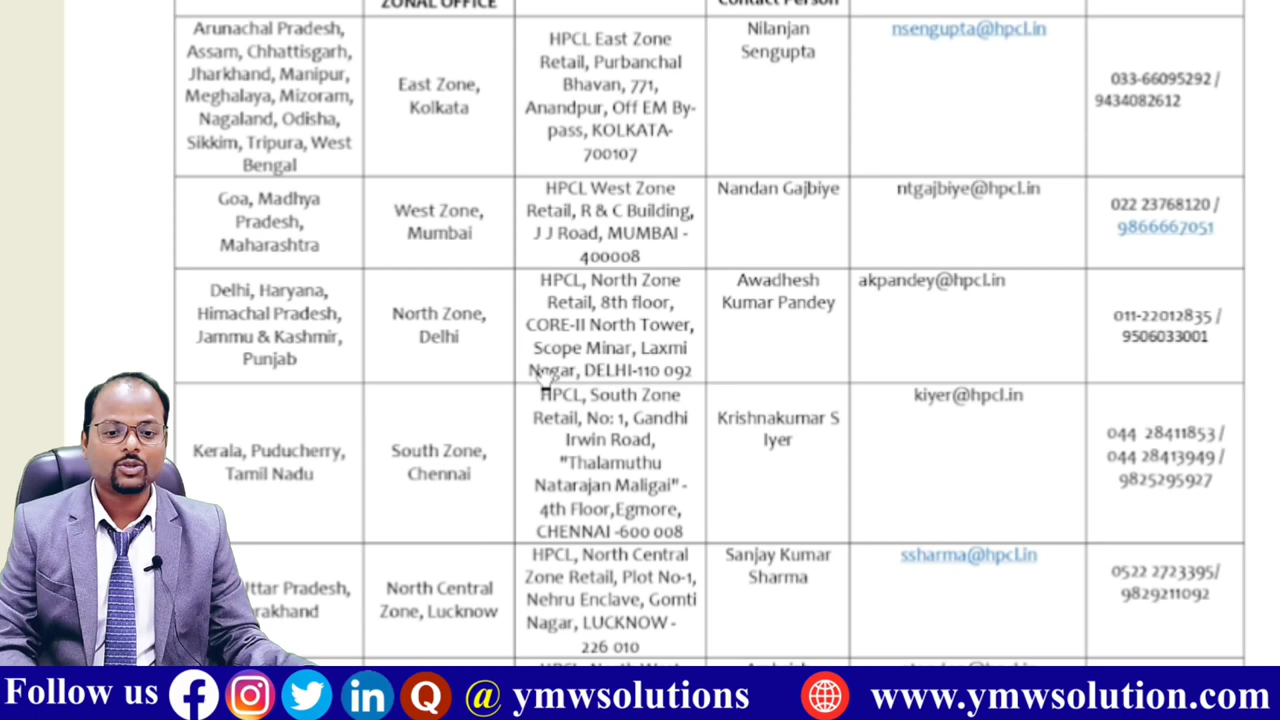 ZONAL OFFICE
Contact Person
Arunachal Pradesh,
Assam, Chhattisgarh,
Jharkhand, Manipur,
Meghalaya, Mizoram,
Nagaland, Odisha,
Sikkim, Tripura, West
Bengal
East Zone,
Kolkata
HPCL East Zone
Retail, Purbanchal
Bhavan, 771,
Anandpur, Off EM By-
pass, KOLKATA-
700107
Nilanjan
Sengupta
nsengupta@hpcl.in
033-66095292 /
9434082612
Goa, Madhya
Pradesh,
Maharashtra
West Zone,
Mumbai
HPCL West Zone
Retail, R & C Building,
J J Road, MUMBAI -
400008
Nandan Gajbiye
ntgajbiye@hpcl.in
022 23768120 /
9866667051
Delhi, Haryana,
Himachal Pradesh,
Jammu & Kashmir,
Punjab
North Zone,
Delhi
HPCL, North Zone
Retail, 8th floor,
CORE-II North Tower,
Scope Minar, Laxmi
Nagar, DELHI-110 092
Awadhesh
Kumar Pandey
akpandey@hpcl.in
011-22012835 /
9506033001
Kerala, Puducherry,
Tamil Nadu
South Zone,
Chennai
HPCL, South Zone
Retail, No: 1, Gandhi
Irwin Road,
"Thalamuthu
Natarajan Maligai" -
4th Floor,Egmore,
CHENNAI -600 008
Krishnakumar S
Iyer
kiyer@hpcl.in
044 28411853 /
044 28413949 /
9825295927
Uttar Pradesh,
North Central
Zone, Lucknow
HPCL, North Central
Zone Retail, Plot No-1,
Nehru Enclave, Gomti
Nagar, LUCKNOW -
226 010
Sanjay Kumar
Sharma
ssharma@hpcl.in
0522 2723395/
9829211092
Follow us
@ ymwsolutions
www.ymwsolution.com